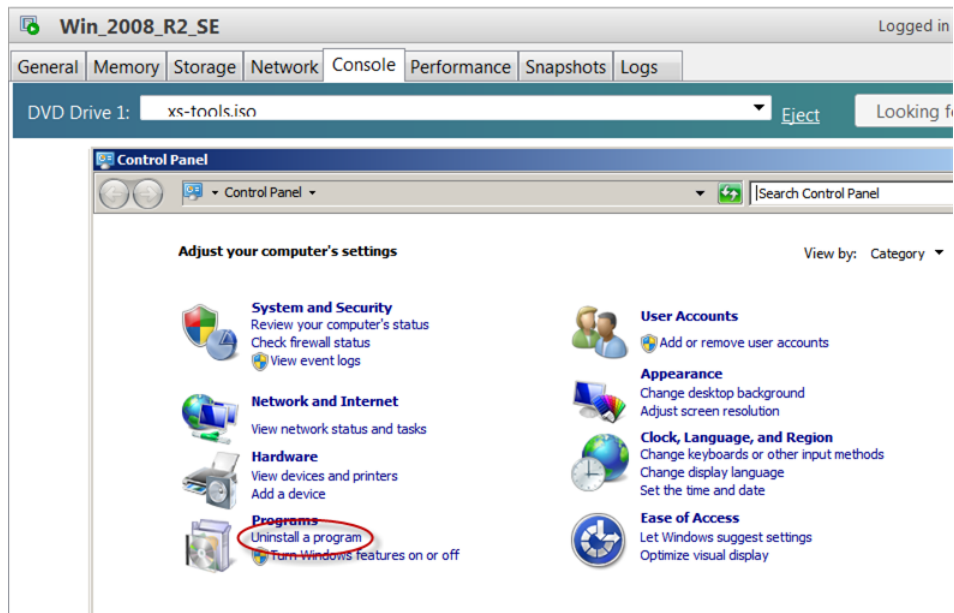 Win_2008_R2_SE Logged in
General Memory Storage Network Console Performance Snapshots Logs
DVD Drive 1: xs-tools.iso Eject Looking f
Control Panel
Control Panel Search Control Panel
Adjust your computer's settings
View by: Category
System and Security
Review your computer's status
Check firewall status
View event logs
Network and Internet
View network status and tasks
Hardware
View devices and printers
Add a device
Programs
Uninstall a program
Turn Windows features on or off
User Accounts
Add or remove user accounts
Appearance
Change desktop background
Adjust screen resolution
Clock, Language, and Region
Change keyboards or other input methods
Change display language
Set the time and date
Ease of Access
Let Windows suggest settings
Optimize visual display